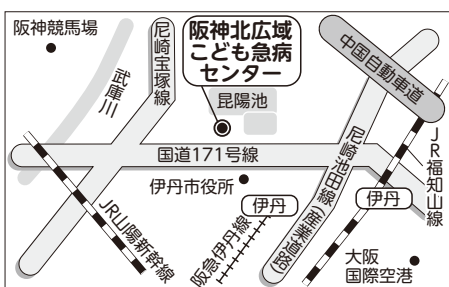 阪神競馬場
武庫川
尼崎宝塚線
阪神北広域
こども急病
センター
昆陽池
中国自動車道
国道171号線
伊丹市役所
JR山陽新幹線
阪急伊丹線
伊丹
尼崎池田線(産業道路)
JR福知山線
伊丹
大阪
国際空港